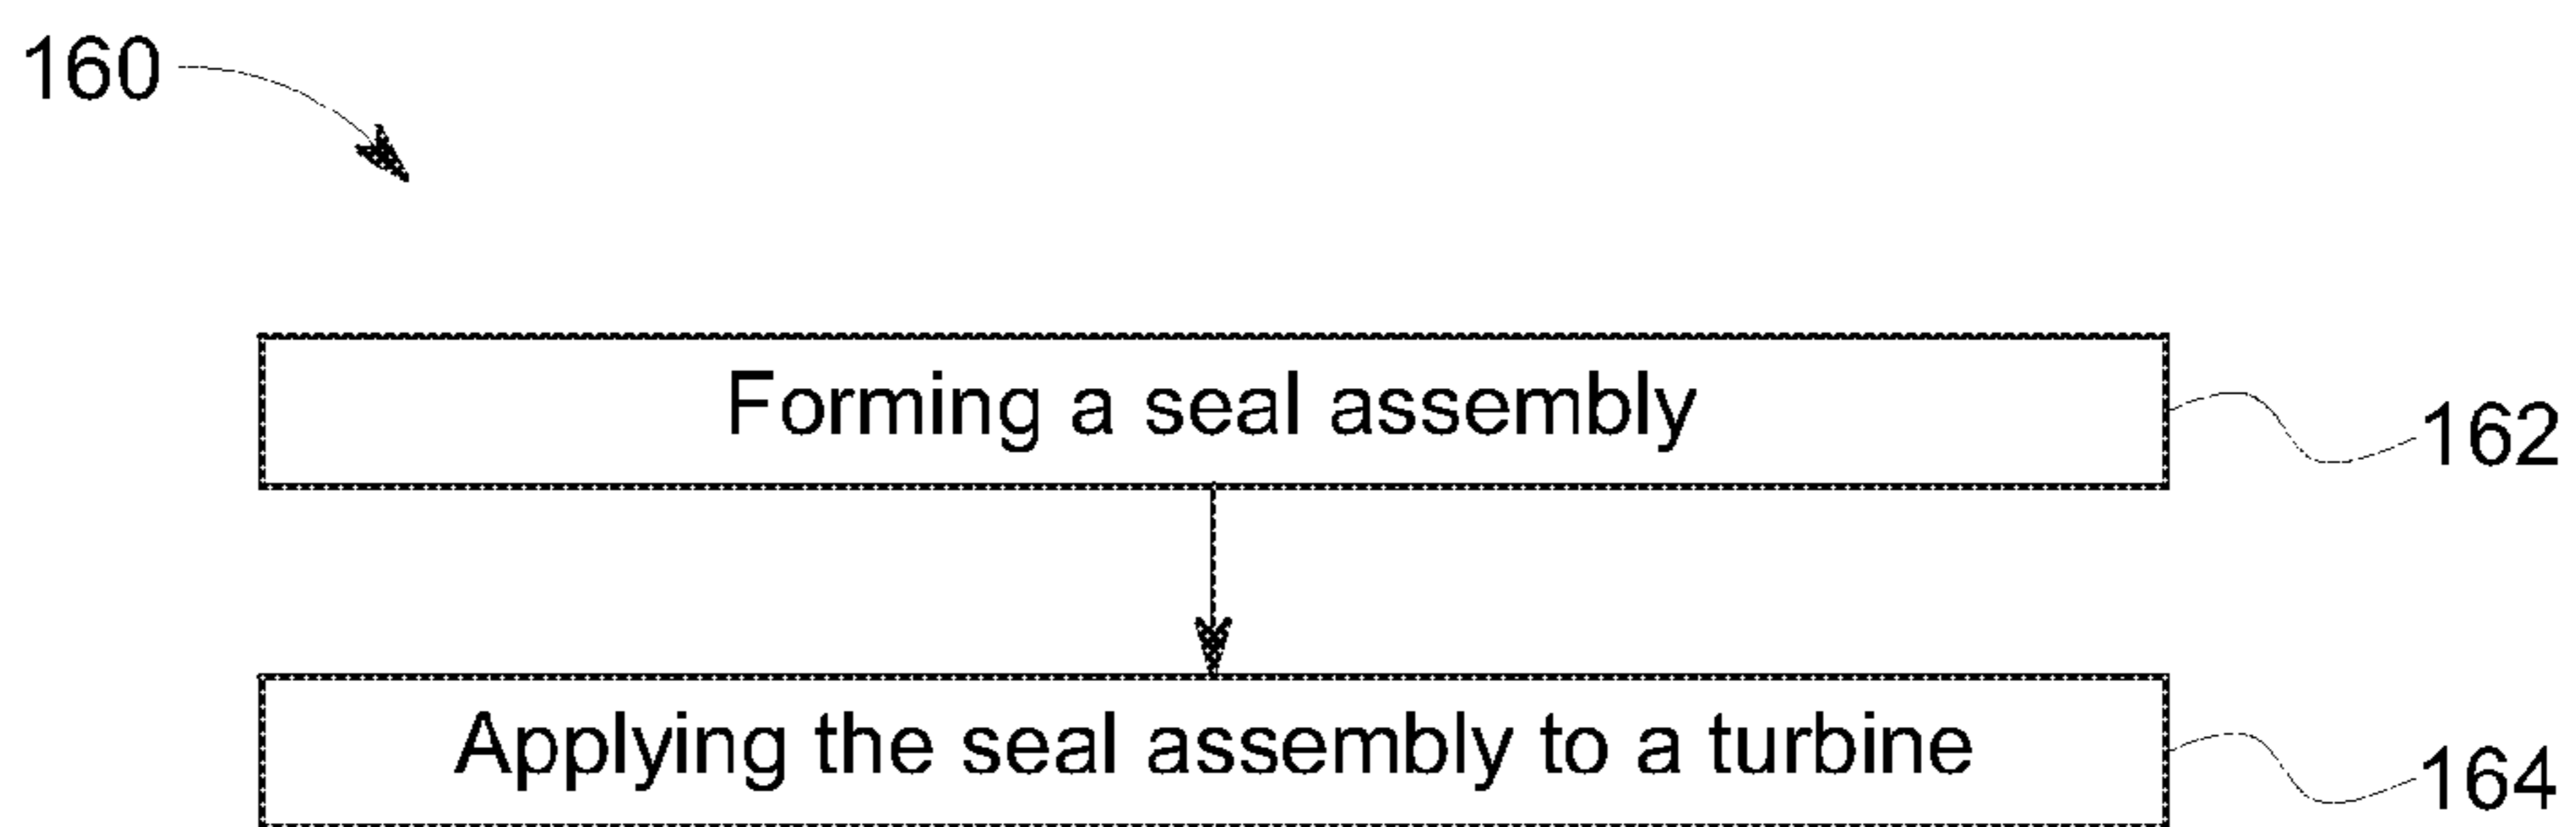 160
Forming a seal assembly
162
Applying the seal assembly to a turbine
164